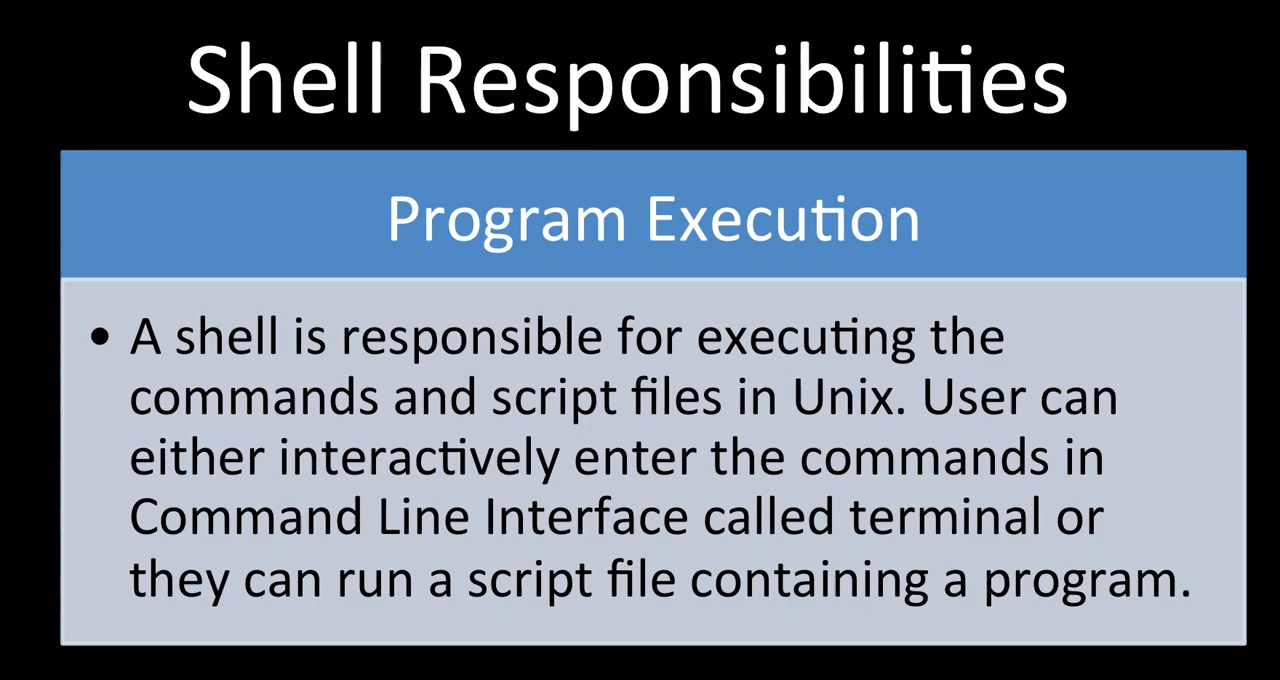 Shell Responsibilities
Program Execution
• A shell is responsible for executing the
commands and script files in Unix. User can
either interactively enter the commands in
Command Line Interface called terminal or
they can run a script file containing a program.